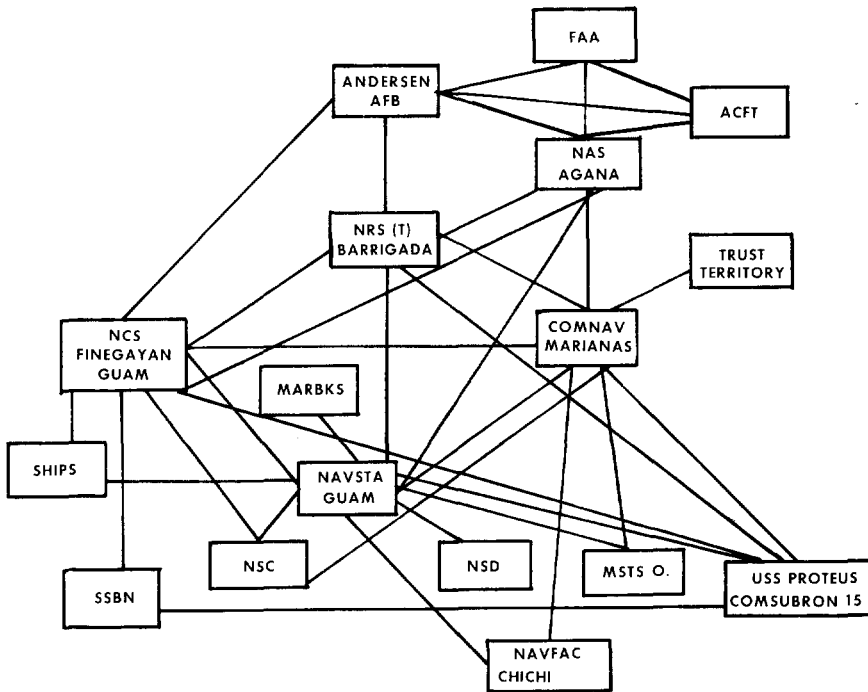 FAA
ANDERSEN
AFB
ACFT
NAS
AGANA
NRS (T)
BARRIGADA
TRUST
TERRITORY
NCS
FINEGAYAN
GUAM
COMNAV
MARIANAS
MARBKS
SHIPS
NAVSTA
GUAM
NSC
NSD
MSTS O.
SSBN
USS PROTEUS
COMSUBRON 15
NAVFAC
CHICHI